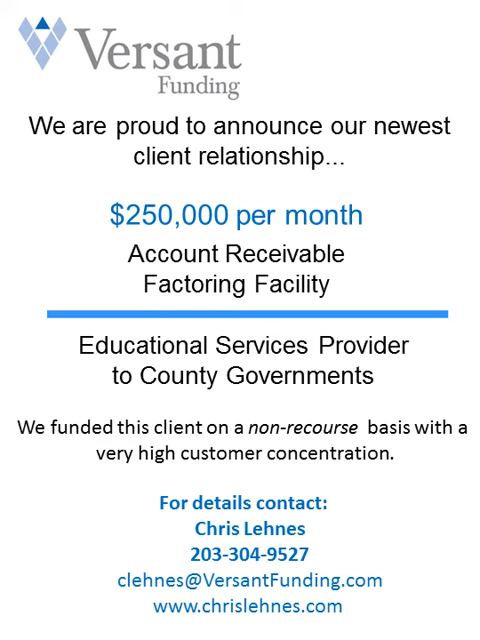 Versant
Funding
We are proud to announce our newest
client relationship...
$250,000 per month
Account Receivable
Factoring Facility
Educational Services Provider
to County Governments
We funded this client on a non-recourse basis with a
very high customer concentration.
For details contact:
Chris Lehnes
203-304-9527
clehnes@VersantFunding.com
www.chrislehnes.com